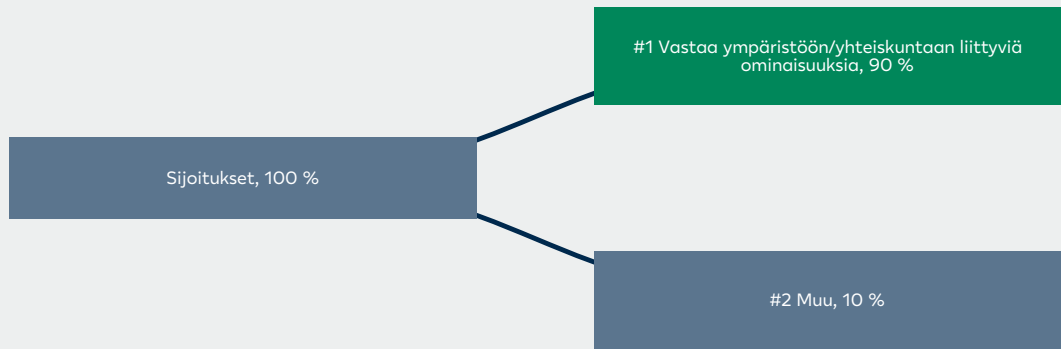 #1 Vastaa ympäristöön/yhteiskuntaan liittyviä
ominaisuuksia, 90 %
Sijoitukset, 100 %
#2 Muu, 10 %